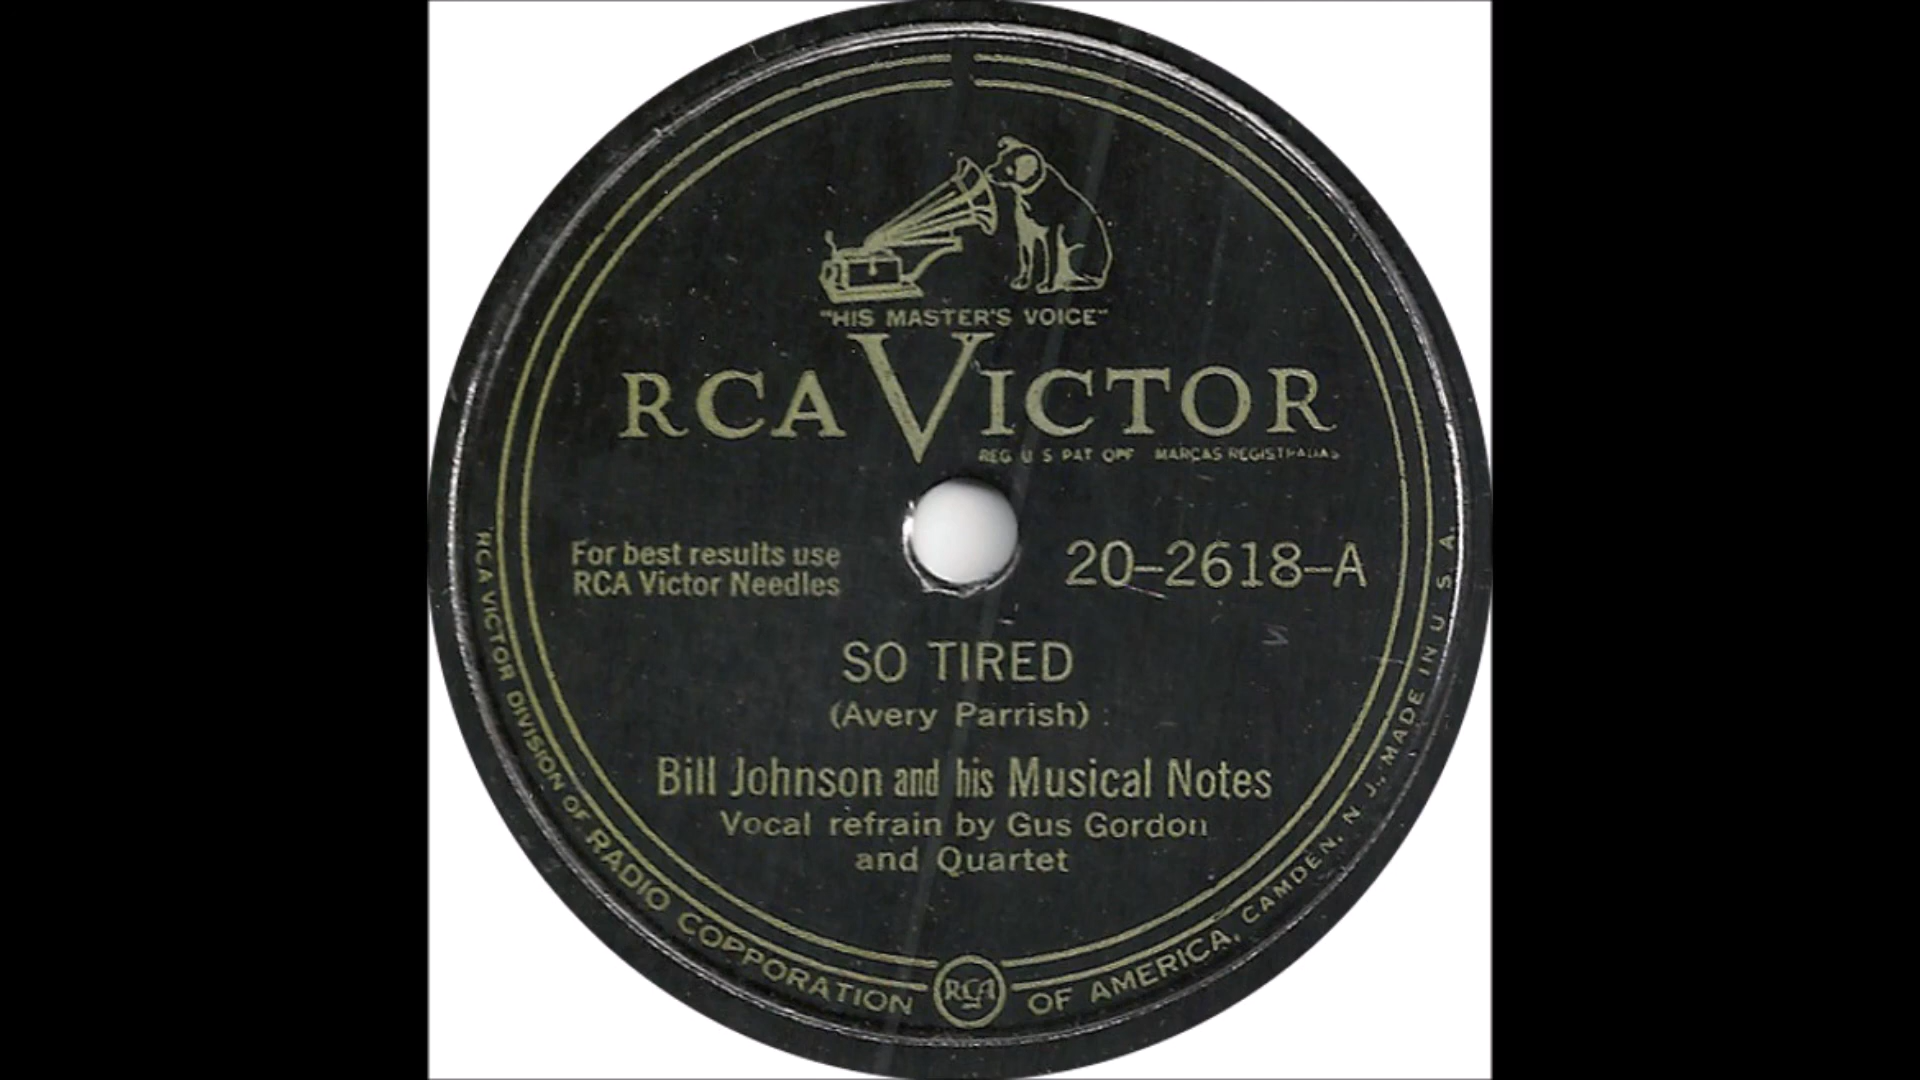 "HIS MASTER'S VOICE"
RCA VICTOR
REG U S PAT OFF MARCAS REGISTRADAS
For best results use
RCA Victor Needles
20-2618-A
SO TIRED
(Avery Parrish)
Bill Johnson and his Musical Notes
Vocal refrain by Gus Gordon
and Quartet
RCA VICTOR DIVISION OF RADIO CORPORATION OF AMERICA, CAMDEN, N. J., MADE IN U. S. A.
RCA